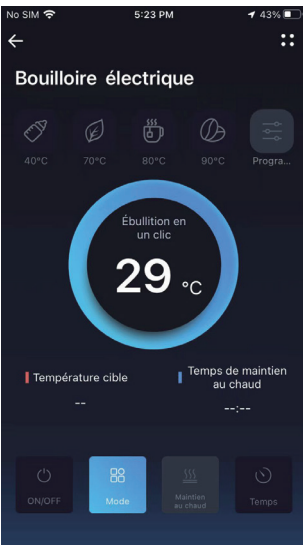 No SIM 5:23 PM 43%
Bouilloire électrique
40°C 70°C 80°C 90°C Progra...
Ébullition en
un clic
29 °C
Température cible
Temps de maintien
au chaud
--
--:--
ON/OFF Mode Maintien
au chaud Temps